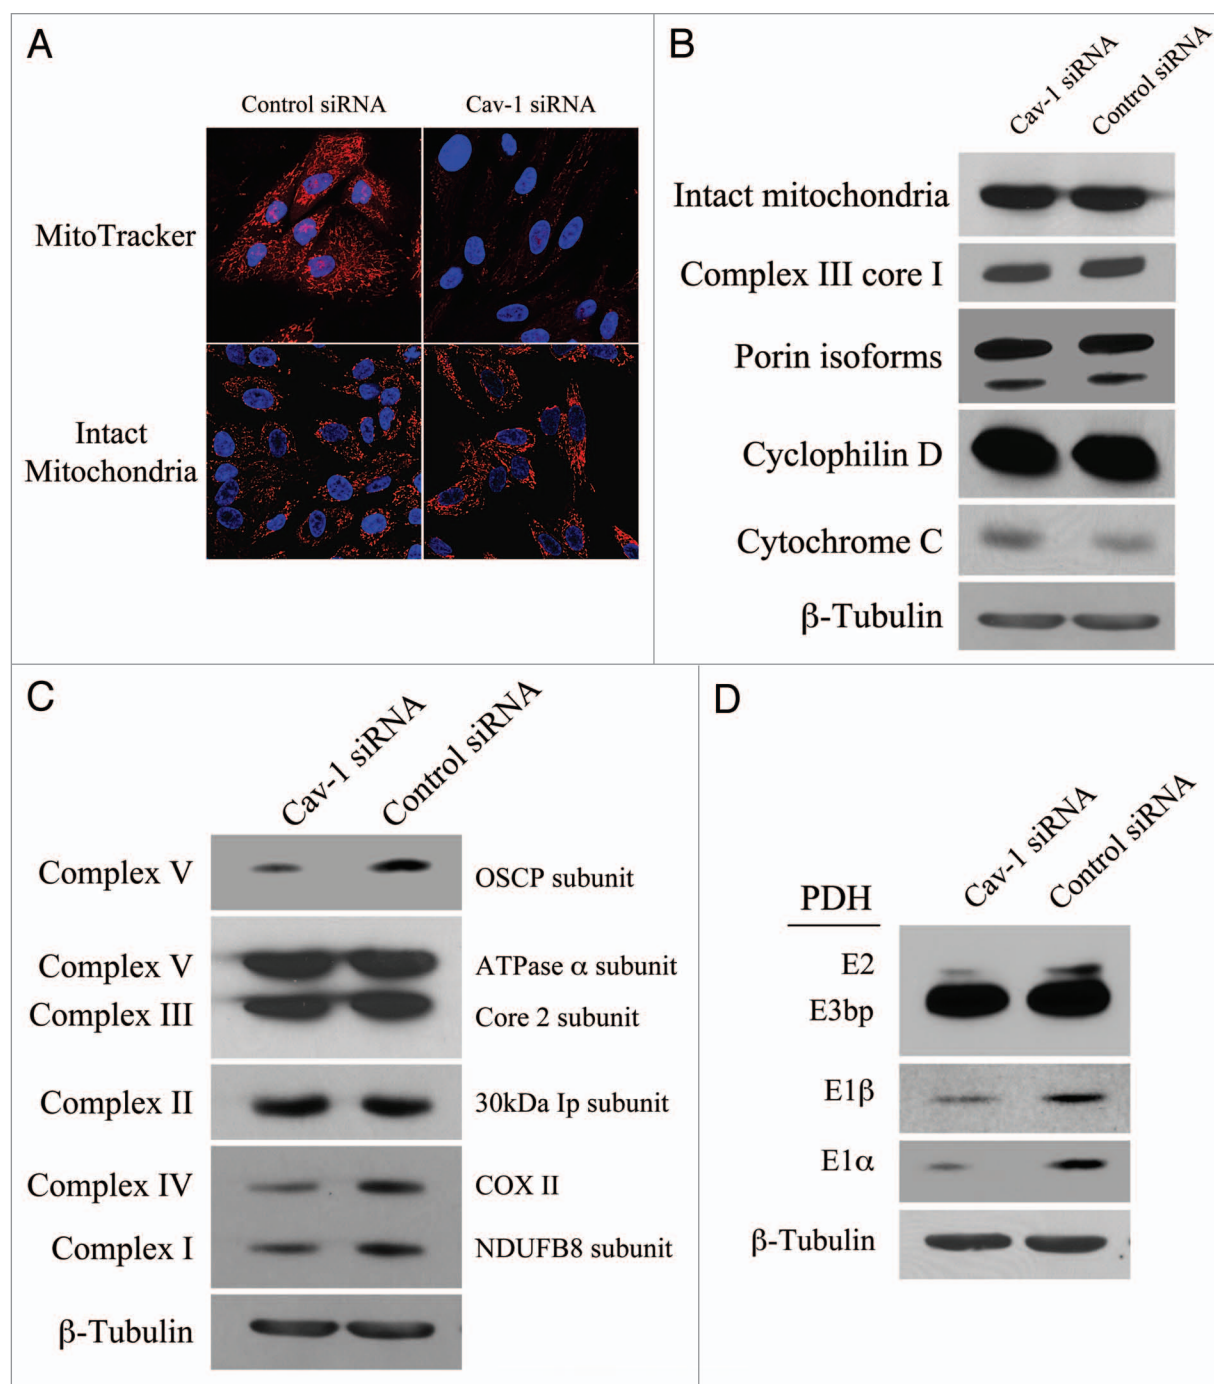 A
Control siRNA Cav-1 siRNA
MitoTracker
Intact
Mitochondria
B
Cav-1 siRNA
Control siRNA
Intact mitochondria
Complex III core I
Porin isoforms
Cyclophilin D
Cytochrome C
β-Tubulin
C
Cav-1 siRNA
Control siRNA
Complex V OSCP subunit
Complex V ATPase α subunit
Complex III Core 2 subunit
Complex II 30kDa Ip subunit
Complex IV COX II
Complex I NDUFB8 subunit
β-Tubulin
D
Cav-1 siRNA
Control siRNA
PDH
E2
E3bp
E1β
E1α
β-Tubulin